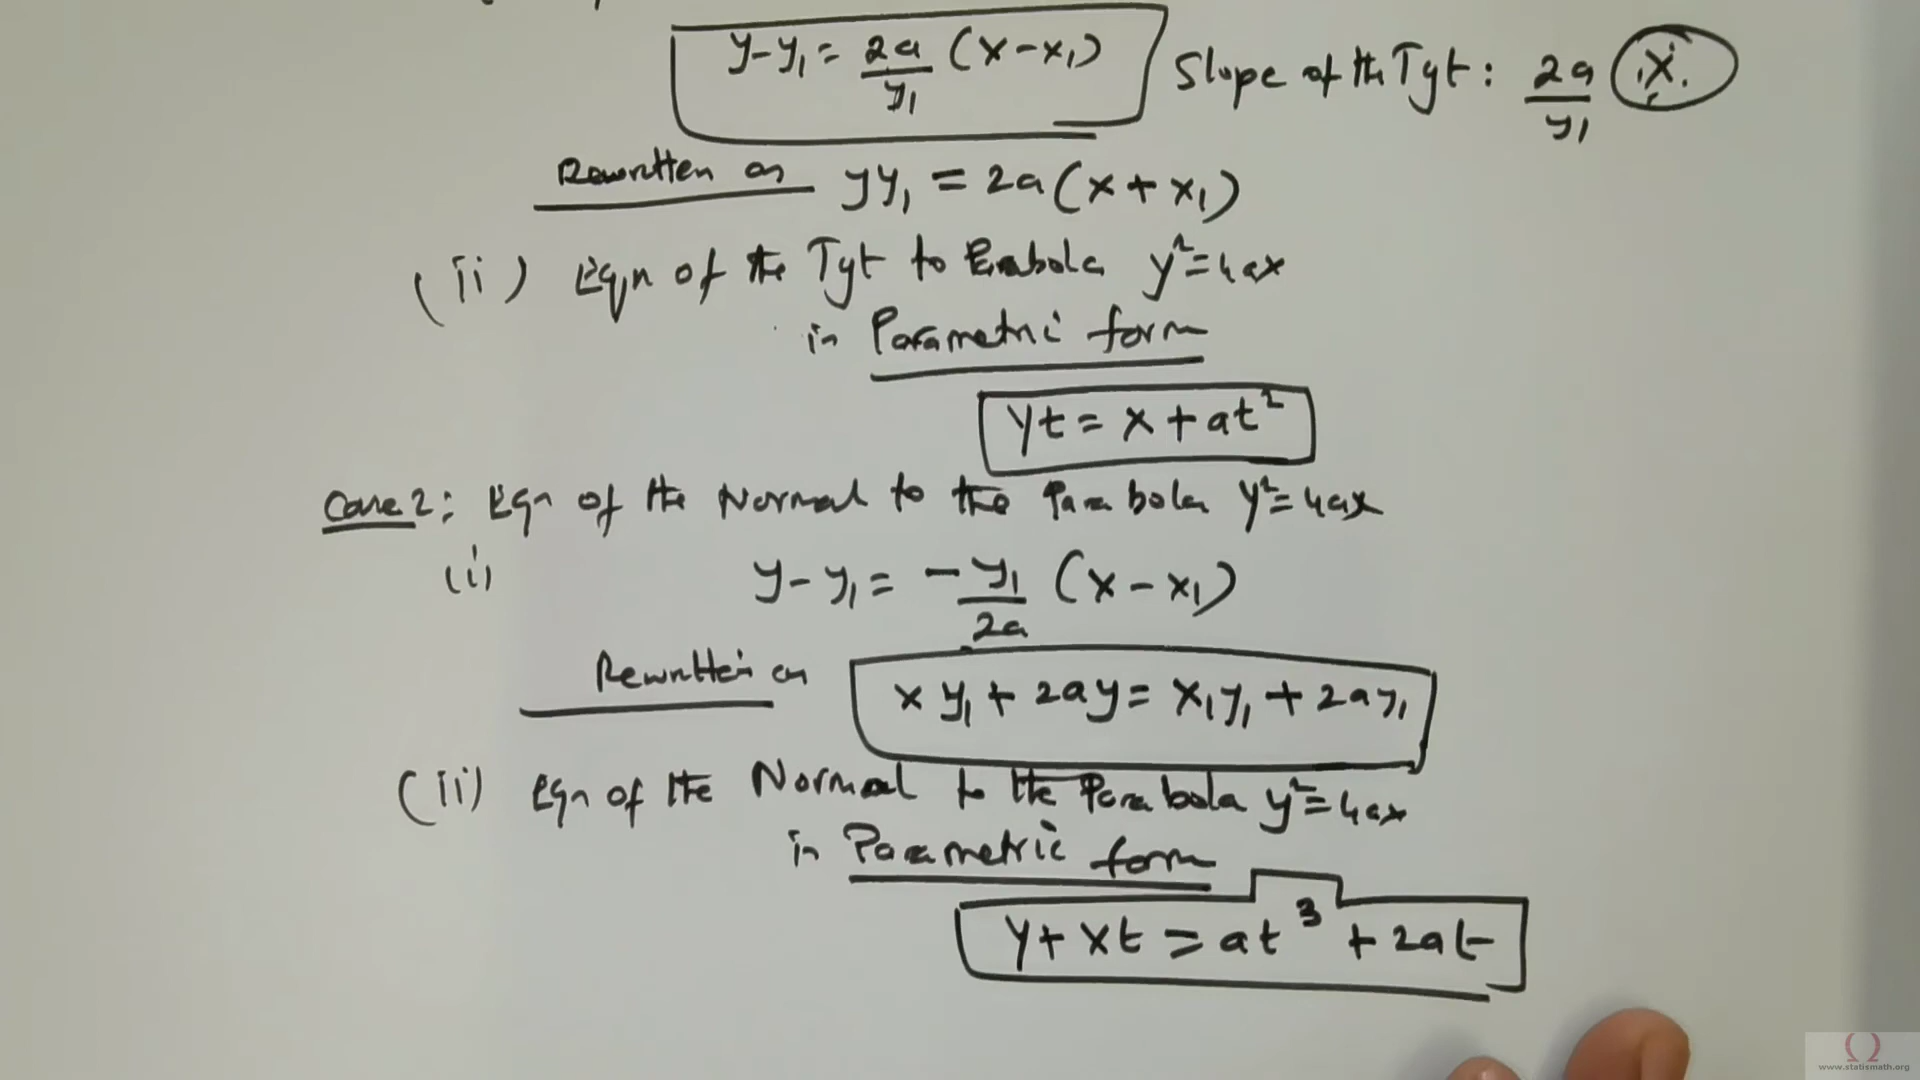 y-y₁ = 2a/y₁ (x-x₁) Slope of the Tgt : 2a/y₁ X.
Rewritten as yy₁ = 2a(x+x₁)
(ii) Eqn of the Tgt to Parabola y²=4ax
in Parametric form
yt = x + at²
Case 2: Eqn of the Normal to the Parabola y²=4ax
(i) y-y₁ = -y₁/2a (x-x₁)
Rewritten as xy₁ + 2ay = x₁y₁ + 2ay₁
(ii) Eqn of the Normal to the Parabola y²=4ax
in Parametric form
y + xt = at³ + 2at
Ω
www.statismath.org